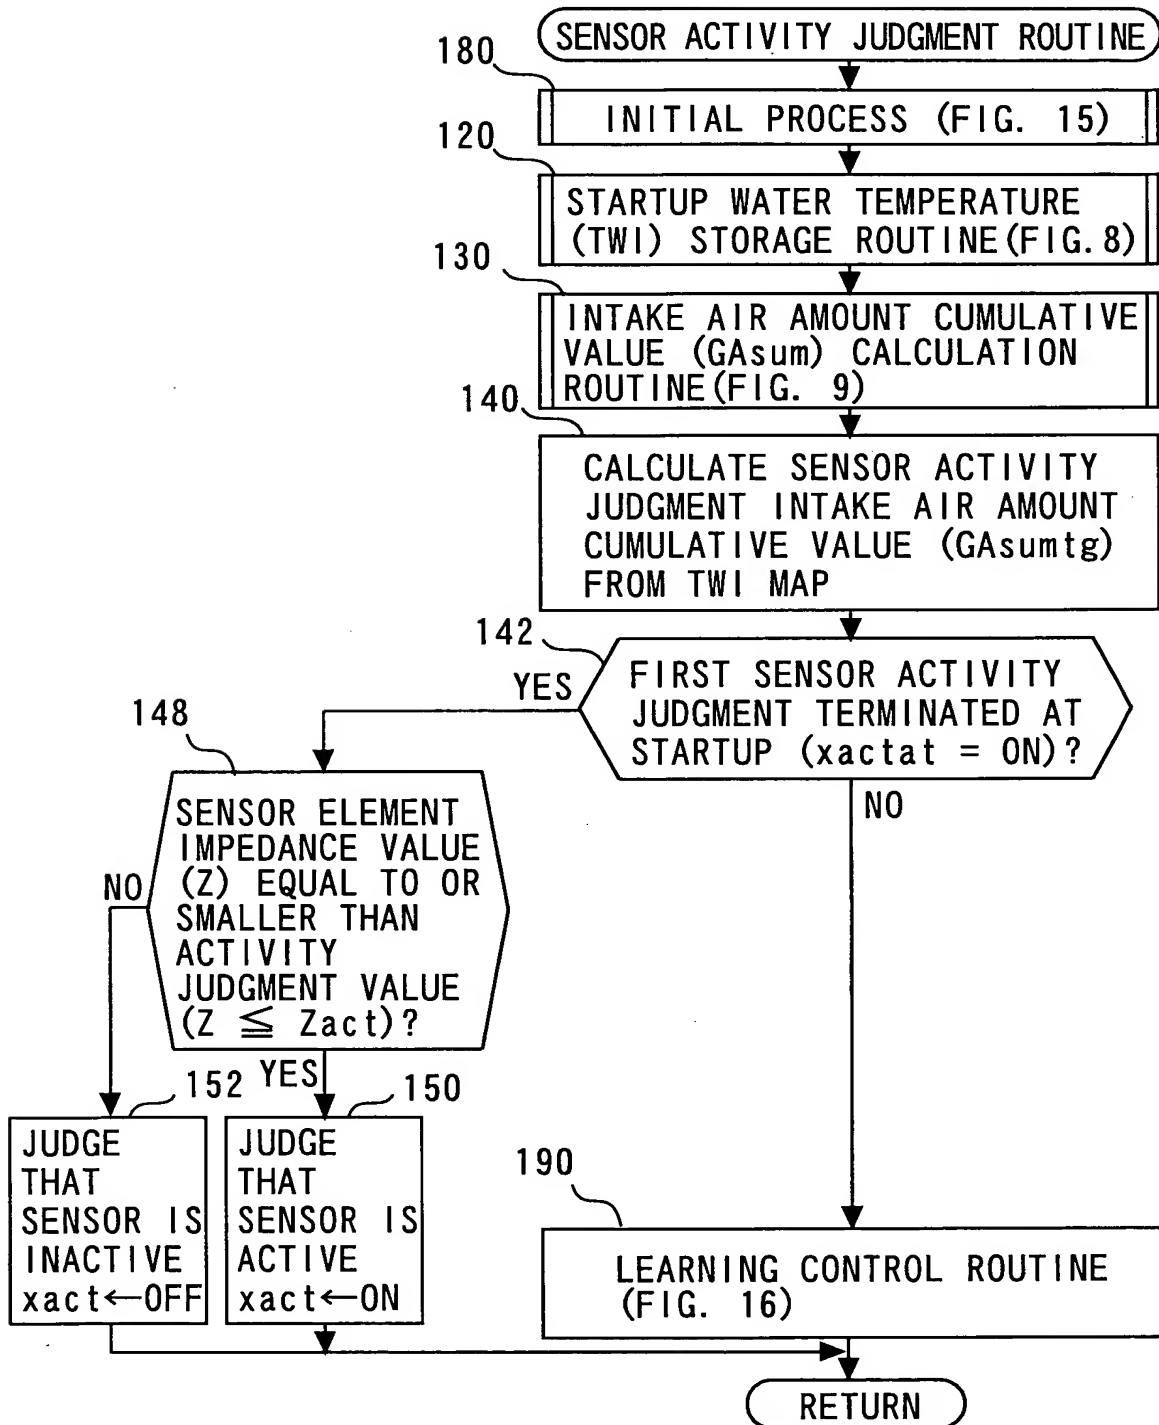 SENSOR ACTIVITY JUDGMENT ROUTINE
180
INITIAL PROCESS (FIG. 15)
120
STARTUP WATER TEMPERATURE
(TWI) STORAGE ROUTINE(FIG.8)
130
INTAKE AIR AMOUNT CUMULATIVE
VALUE (GAsum) CALCULATION
ROUTINE(FIG. 9)
140
CALCULATE SENSOR ACTIVITY
JUDGMENT INTAKE AIR AMOUNT
CUMULATIVE VALUE (GAsumtg)
FROM TWI MAP
142
FIRST SENSOR ACTIVITY
JUDGMENT TERMINATED AT
STARTUP (xactat = ON)?
YES
NO
148
SENSOR ELEMENT
IMPEDANCE VALUE
(Z) EQUAL TO OR
SMALLER THAN
ACTIVITY
JUDGMENT VALUE
(Z ≦ Zact)?
NO
YES
152
JUDGE
THAT
SENSOR IS
INACTIVE
xact←OFF
150
JUDGE
THAT
SENSOR IS
ACTIVE
xact←ON
190
LEARNING CONTROL ROUTINE
(FIG. 16)
RETURN